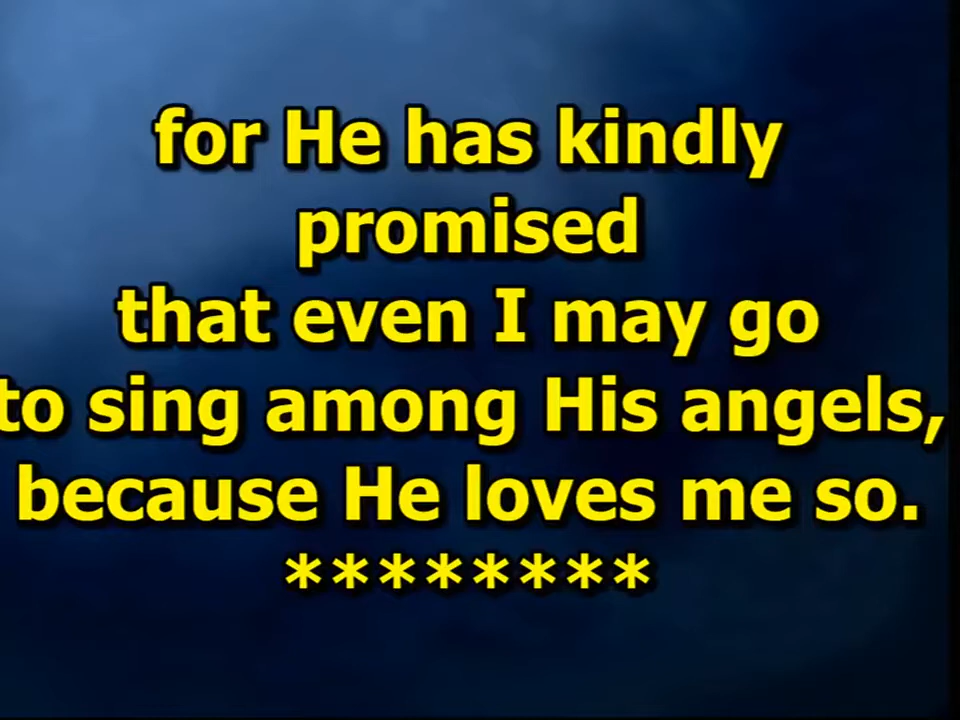 for He has kindly
promised
that even I may go
to sing among His angels,
because He loves me so.
********